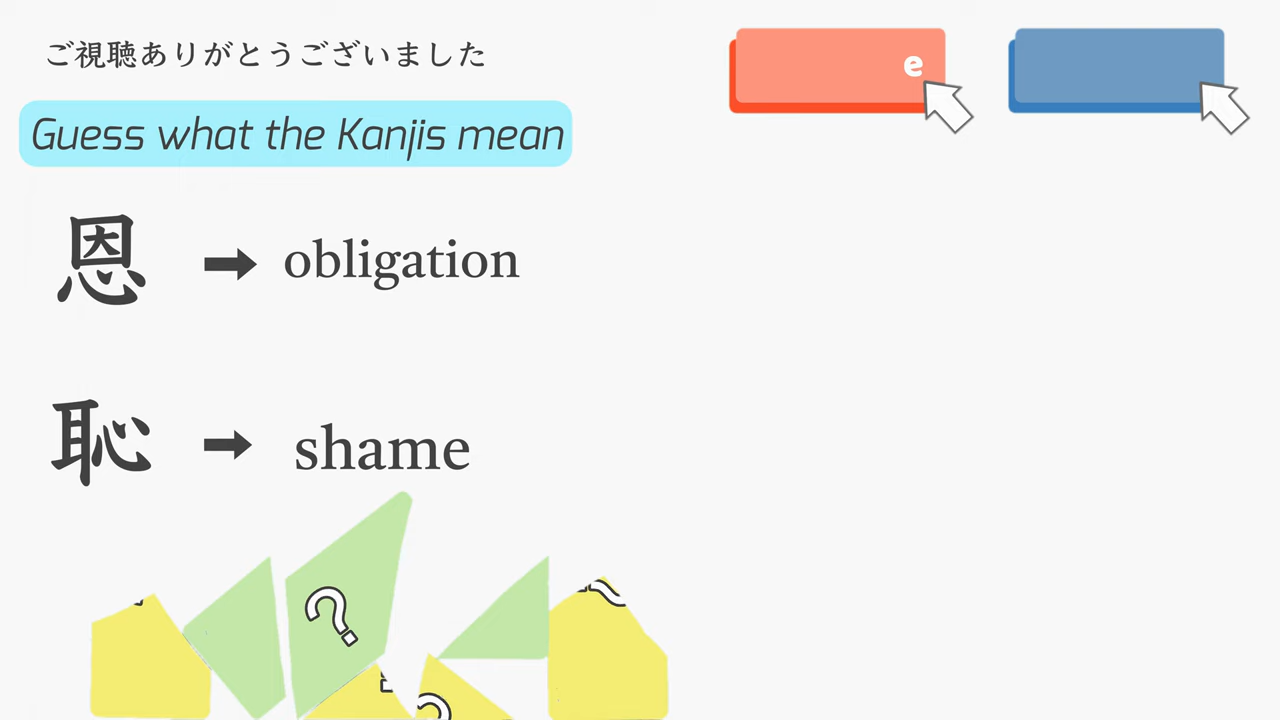 ご視聴ありがとうございました
e
Guess what the Kanjis mean
恩 → obligation
恥 → shame
?
?